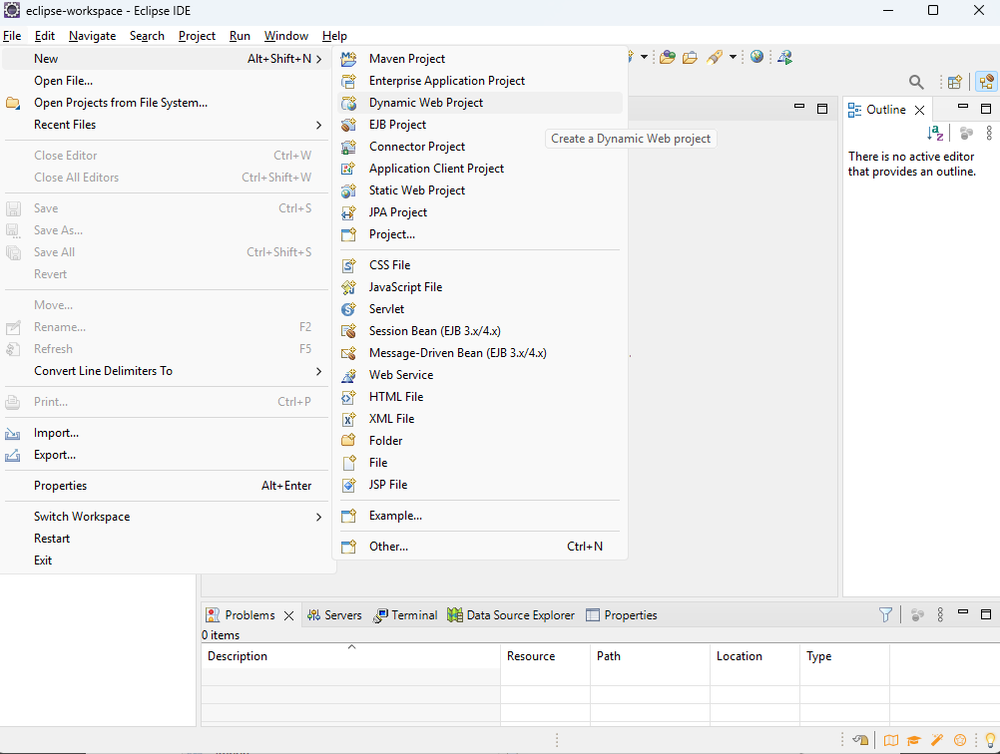 eclipse-workspace - Eclipse IDE
File Edit Navigate Search Project Run Window Help
New Alt+Shift+N
Open File...
Open Projects from File System...
Recent Files
Close Editor Ctrl+W
Close All Editors Ctrl+Shift+W
Save Ctrl+S
Save As...
Save All Ctrl+Shift+S
Revert
Move...
Rename... F2
Refresh F5
Convert Line Delimiters To
Print... Ctrl+P
Import...
Export...
Properties Alt+Enter
Switch Workspace
Restart
Exit
Maven Project
Enterprise Application Project
Dynamic Web Project
EJB Project
Connector Project
Application Client Project
Static Web Project
JPA Project
Project...
CSS File
JavaScript File
Servlet
Session Bean (EJB 3.x/4.x)
Message-Driven Bean (EJB 3.x/4.x)
Web Service
HTML File
XML File
Folder
File
JSP File
Example...
Other... Ctrl+N
Create a Dynamic Web project
Outline
There is no active editor
that provides an outline.
Problems Servers Terminal Data Source Explorer Properties
0 items
Description Resource Path Location Type